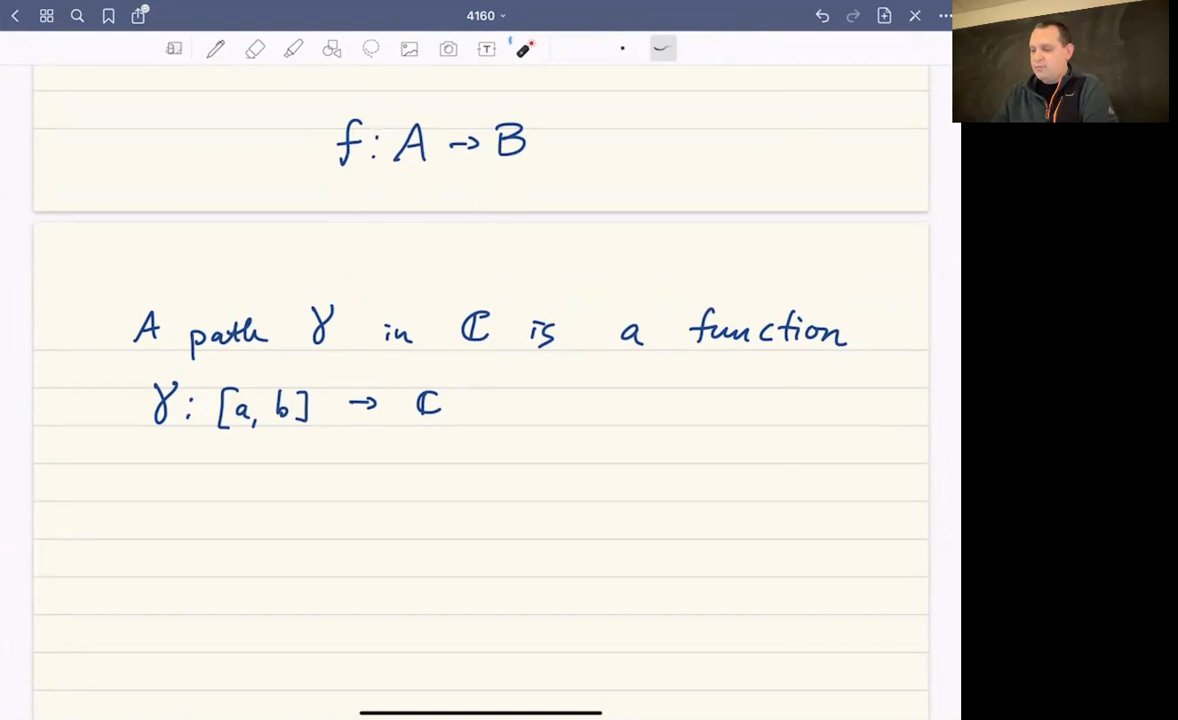 4160
f: A → B
A path γ in ℂ is a function
γ: [a, b] → ℂ